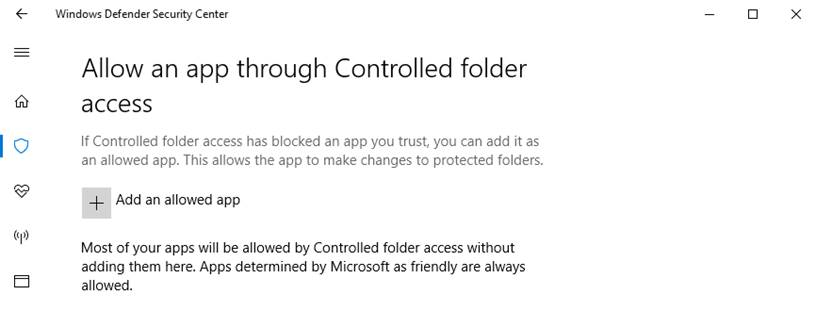 Windows Defender Security Center
Allow an app through Controlled folder
access
If Controlled folder access has blocked an app you trust, you can add it as
an allowed app. This allows the app to make changes to protected folders.
Add an allowed app
Most of your apps will be allowed by Controlled folder access without
adding them here. Apps determined by Microsoft as friendly are always
allowed.